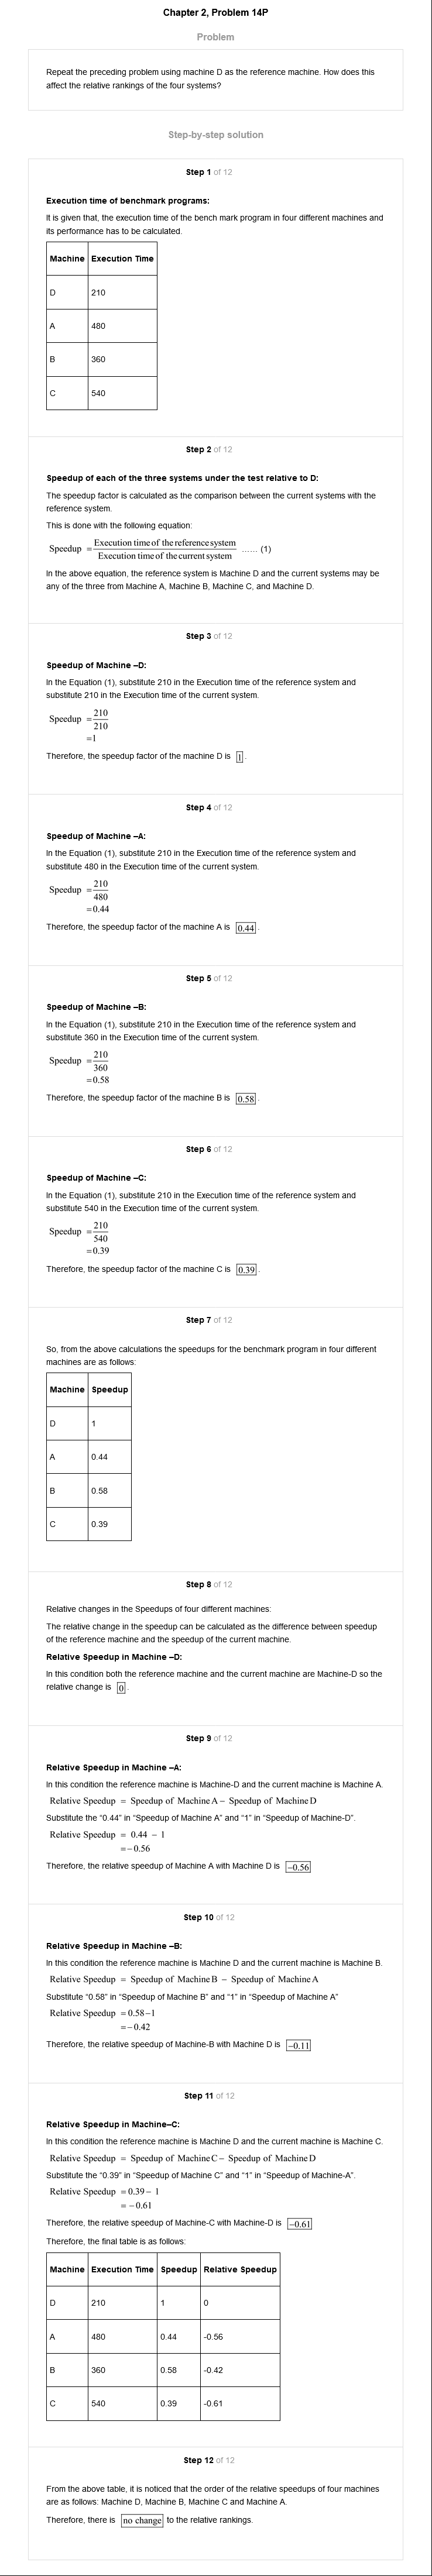 Chapter 2, Problem 14P
Problem
Repeat the preceding problem using machine D as the reference machine. How does this
affect the relative rankings of the four systems?
Step-by-step solution
Step 1 of 12
Execution time of benchmark programs:
It is given that, the execution time of the bench mark program in four different machines and
its performance has to be calculated.
Machine Execution Time
D 210
A 480
B 360
C 540
Step 2 of 12
Speedup of each of the three systems under the test relative to D:
The speedup factor is calculated as the comparison between the current systems with the
reference system.
This is done with the following equation:
Speedup = Execution time of the reference system / Execution time of the current system ...... (1)
In the above equation, the reference system is Machine D and the current systems may be
any of the three from Machine A, Machine B, Machine C, and Machine D.
Step 3 of 12
Speedup of Machine –D:
In the Equation (1), substitute 210 in the Execution time of the reference system and
substitute 210 in the Execution time of the current system.
Speedup = 210 / 210
=1
Therefore, the speedup factor of the machine D is 1.
Step 4 of 12
Speedup of Machine –A:
In the Equation (1), substitute 210 in the Execution time of the reference system and
substitute 480 in the Execution time of the current system.
Speedup = 210 / 480
=0.44
Therefore, the speedup factor of the machine A is 0.44.
Step 5 of 12
Speedup of Machine –B:
In the Equation (1), substitute 210 in the Execution time of the reference system and
substitute 360 in the Execution time of the current system.
Speedup = 210 / 360
=0.58
Therefore, the speedup factor of the machine B is 0.58.
Step 6 of 12
Speedup of Machine –C:
In the Equation (1), substitute 210 in the Execution time of the reference system and
substitute 540 in the Execution time of the current system.
Speedup = 210 / 540
=0.39
Therefore, the speedup factor of the machine C is 0.39.
Step 7 of 12
So, from the above calculations the speedups for the benchmark program in four different
machines are as follows:
Machine Speedup
D 1
A 0.44
B 0.58
C 0.39
Step 8 of 12
Relative changes in the Speedups of four different machines:
The relative change in the speedup can be calculated as the difference between speedup
of the reference machine and the speedup of the current machine.
Relative Speedup in Machine –D:
In this condition both the reference machine and the current machine are Machine-D so the
relative change is 0.
Step 9 of 12
Relative Speedup in Machine –A:
In this condition the reference machine is Machine-D and the current machine is Machine A.
Relative Speedup = Speedup of Machine A – Speedup of Machine D
Substitute the “0.44” in “Speedup of Machine A” and “1” in “Speedup of Machine-D”.
Relative Speedup = 0.44 – 1
=–0.56
Therefore, the relative speedup of Machine A with Machine D is –0.56
Step 10 of 12
Relative Speedup in Machine –B:
In this condition the reference machine is Machine D and the current machine is Machine B.
Relative Speedup = Speedup of Machine B – Speedup of Machine A
Substitute “0.58” in “Speedup of Machine B” and “1” in “Speedup of Machine A”
Relative Speedup = 0.58–1
=–0.42
Therefore, the relative speedup of Machine-B with Machine D is –0.11
Step 11 of 12
Relative Speedup in Machine–C:
In this condition the reference machine is Machine D and the current machine is Machine C.
Relative Speedup = Speedup of Machine C – Speedup of Machine D
Substitute the “0.39” in “Speedup of Machine C” and “1” in “Speedup of Machine-A”.
Relative Speedup = 0.39 – 1
= –0.61
Therefore, the relative speedup of Machine-C with Machine-D is –0.61
Therefore, the final table is as follows:
Machine Execution Time Speedup Relative Speedup
D 210 1 0
A 480 0.44 -0.56
B 360 0.58 -0.42
C 540 0.39 -0.61
Step 12 of 12
From the above table, it is noticed that the order of the relative speedups of four machines
are as follows: Machine D, Machine B, Machine C and Machine A.
Therefore, there is no change to the relative rankings.